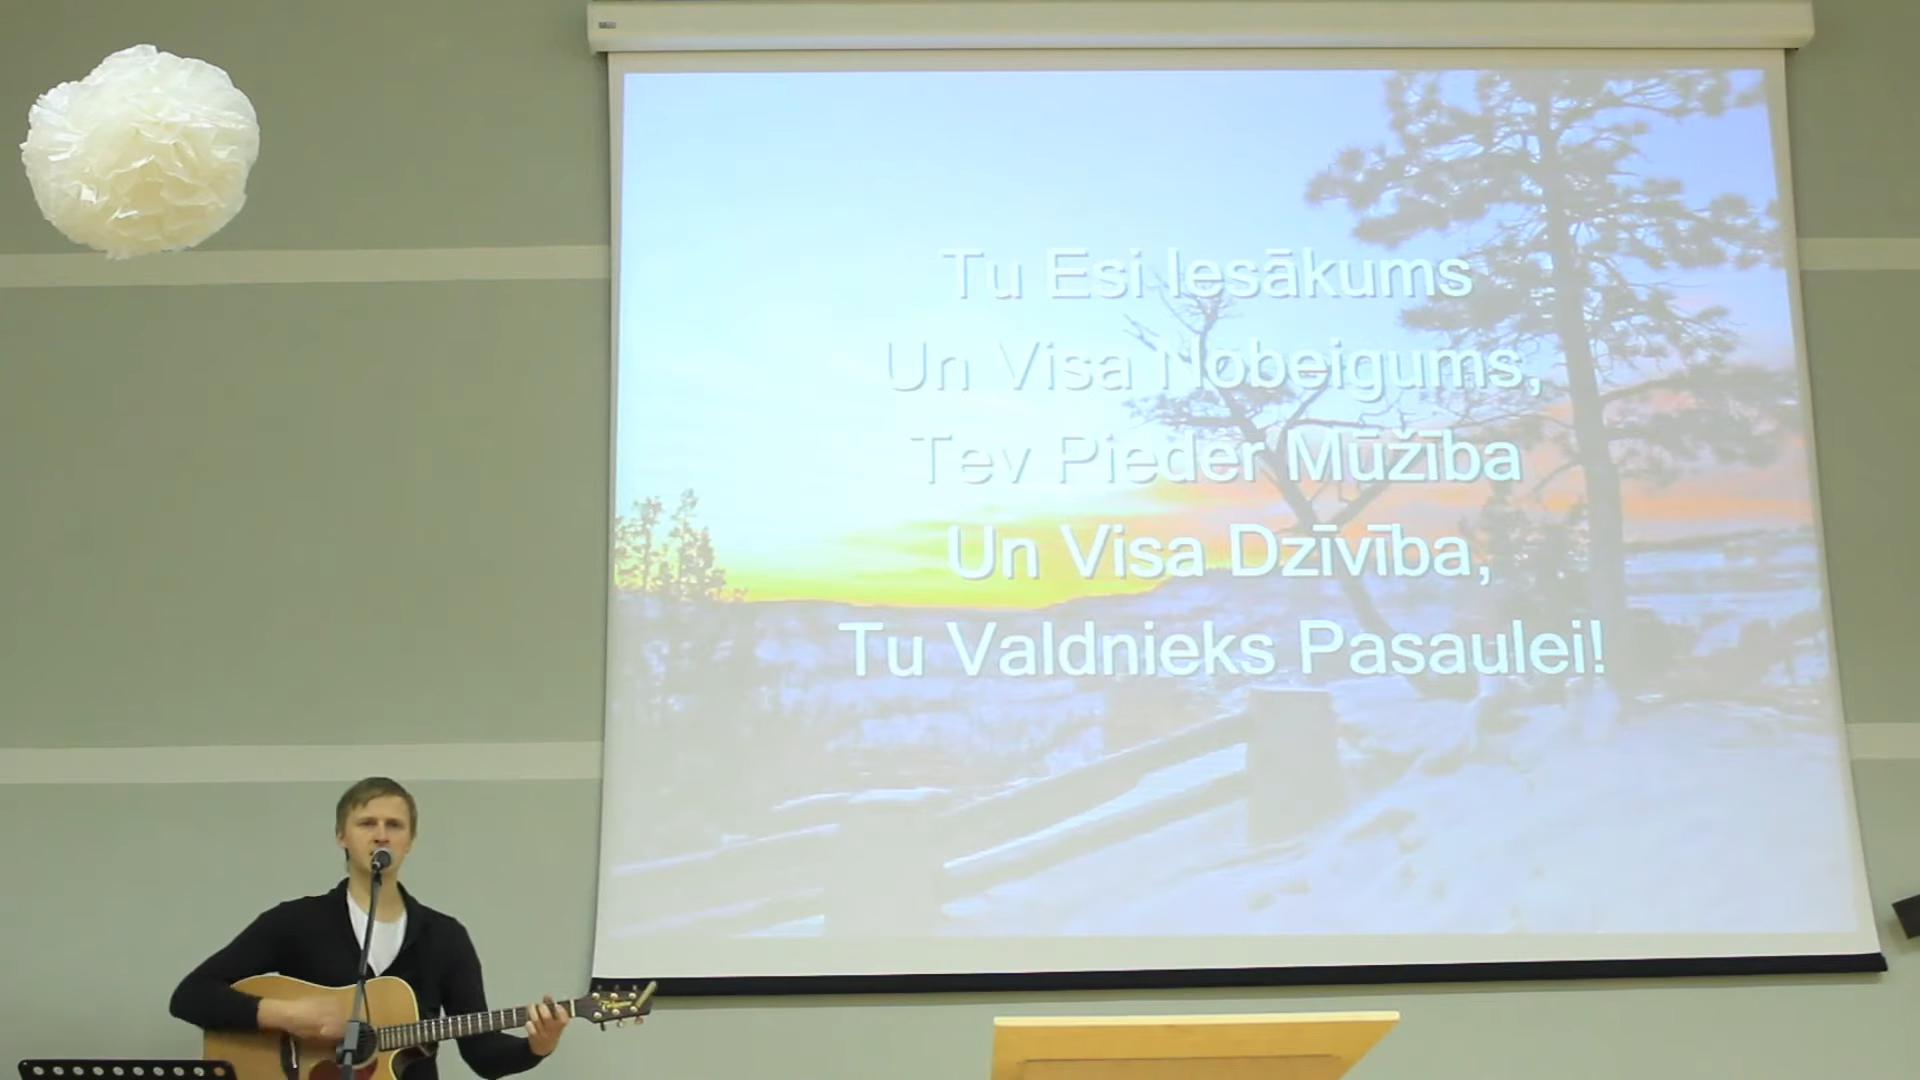 Tu Esi Iesākums
Un Visa Nobeigums,
Tev Pieder Mūžība
Un Visa Dzīvība,
Tu Valdnieks Pasaulei!